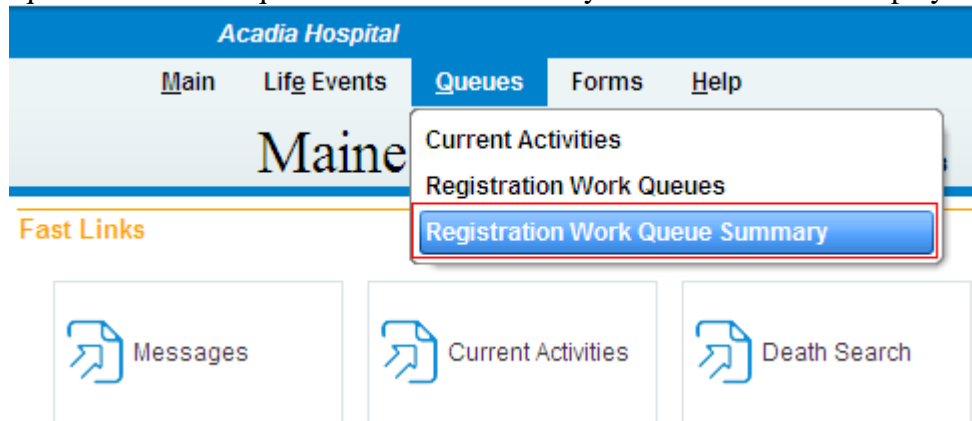 Acadia Hospital
Main Life Events Queues Forms Help
Maine
Current Activities
Registration Work Queues
Registration Work Queue Summary
Fast Links
Messages Current Activities Death Search